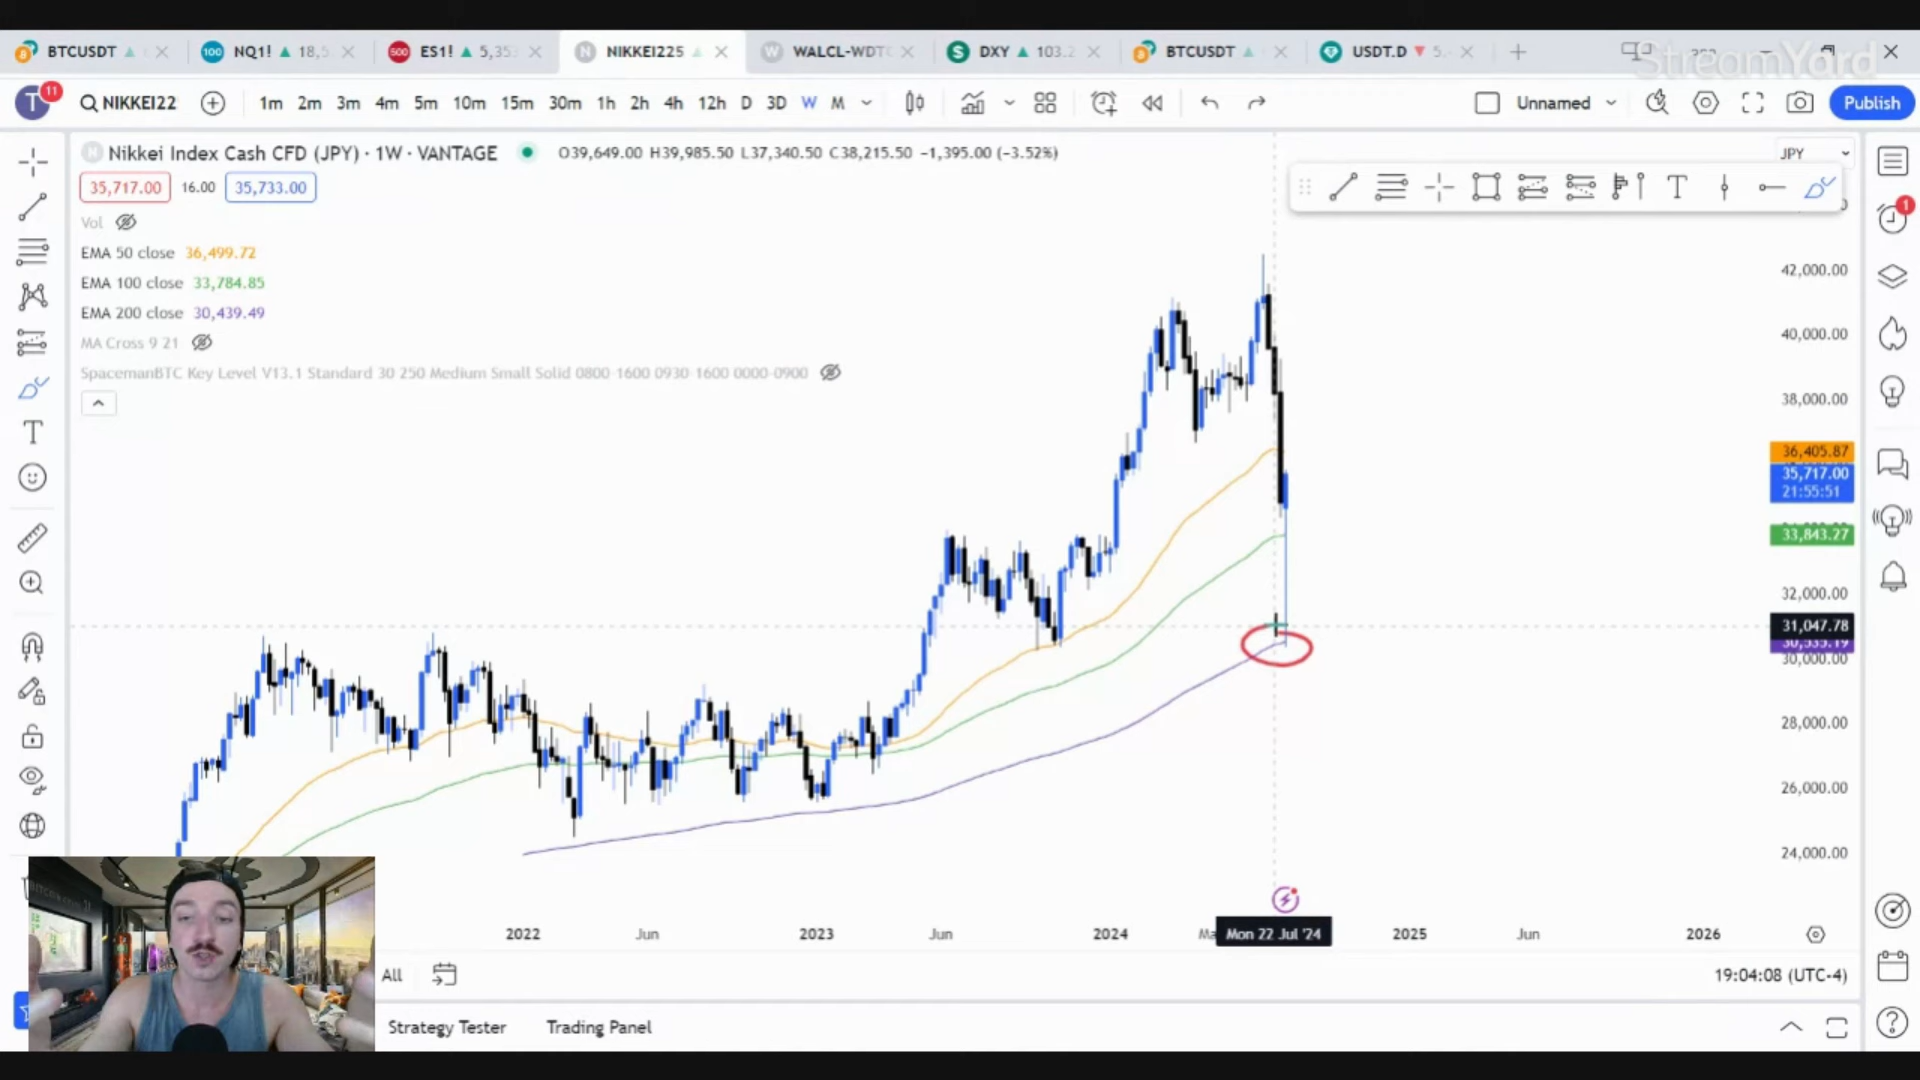 StreamYard
BTCUSDT NQ1! 18,5 ES1! 5,35 NIKKEI225 WALCL-WDT DXY 103.2 BTCUSDT USDT.D 5.
T 11 NIKKEI22 1m 2m 3m 4m 5m 10m 15m 30m 1h 2h 4h 12h D 3D W M Unnamed Publish
Nikkei Index Cash CFD (JPY) · 1W · VANTAGE O39,649.00 H39,985.50 L37,340.50 C38,215.50 −1,395.00 (−3.52%) JPY
35,717.00 16.00 35,733.00
Vol
EMA 50 close 36,499.72
EMA 100 close 33,784.85
EMA 200 close 30,439.49
MA Cross 9 21
SpacemanBTC Key Level V13.1 Standard 30 250 Medium Small Solid 0800-1600 0930-1600 0000-0900
42,000.00
40,000.00
38,000.00
36,405.87
35,717.00
21:55:51
33,843.27
32,000.00
31,047.78
30,000.00
28,000.00
26,000.00
24,000.00
2022 Jun 2023 Jun 2024 Ma Mon 22 Jul '24 2025 Jun 2026
All 19:04:08 (UTC-4)
Strategy Tester Trading Panel